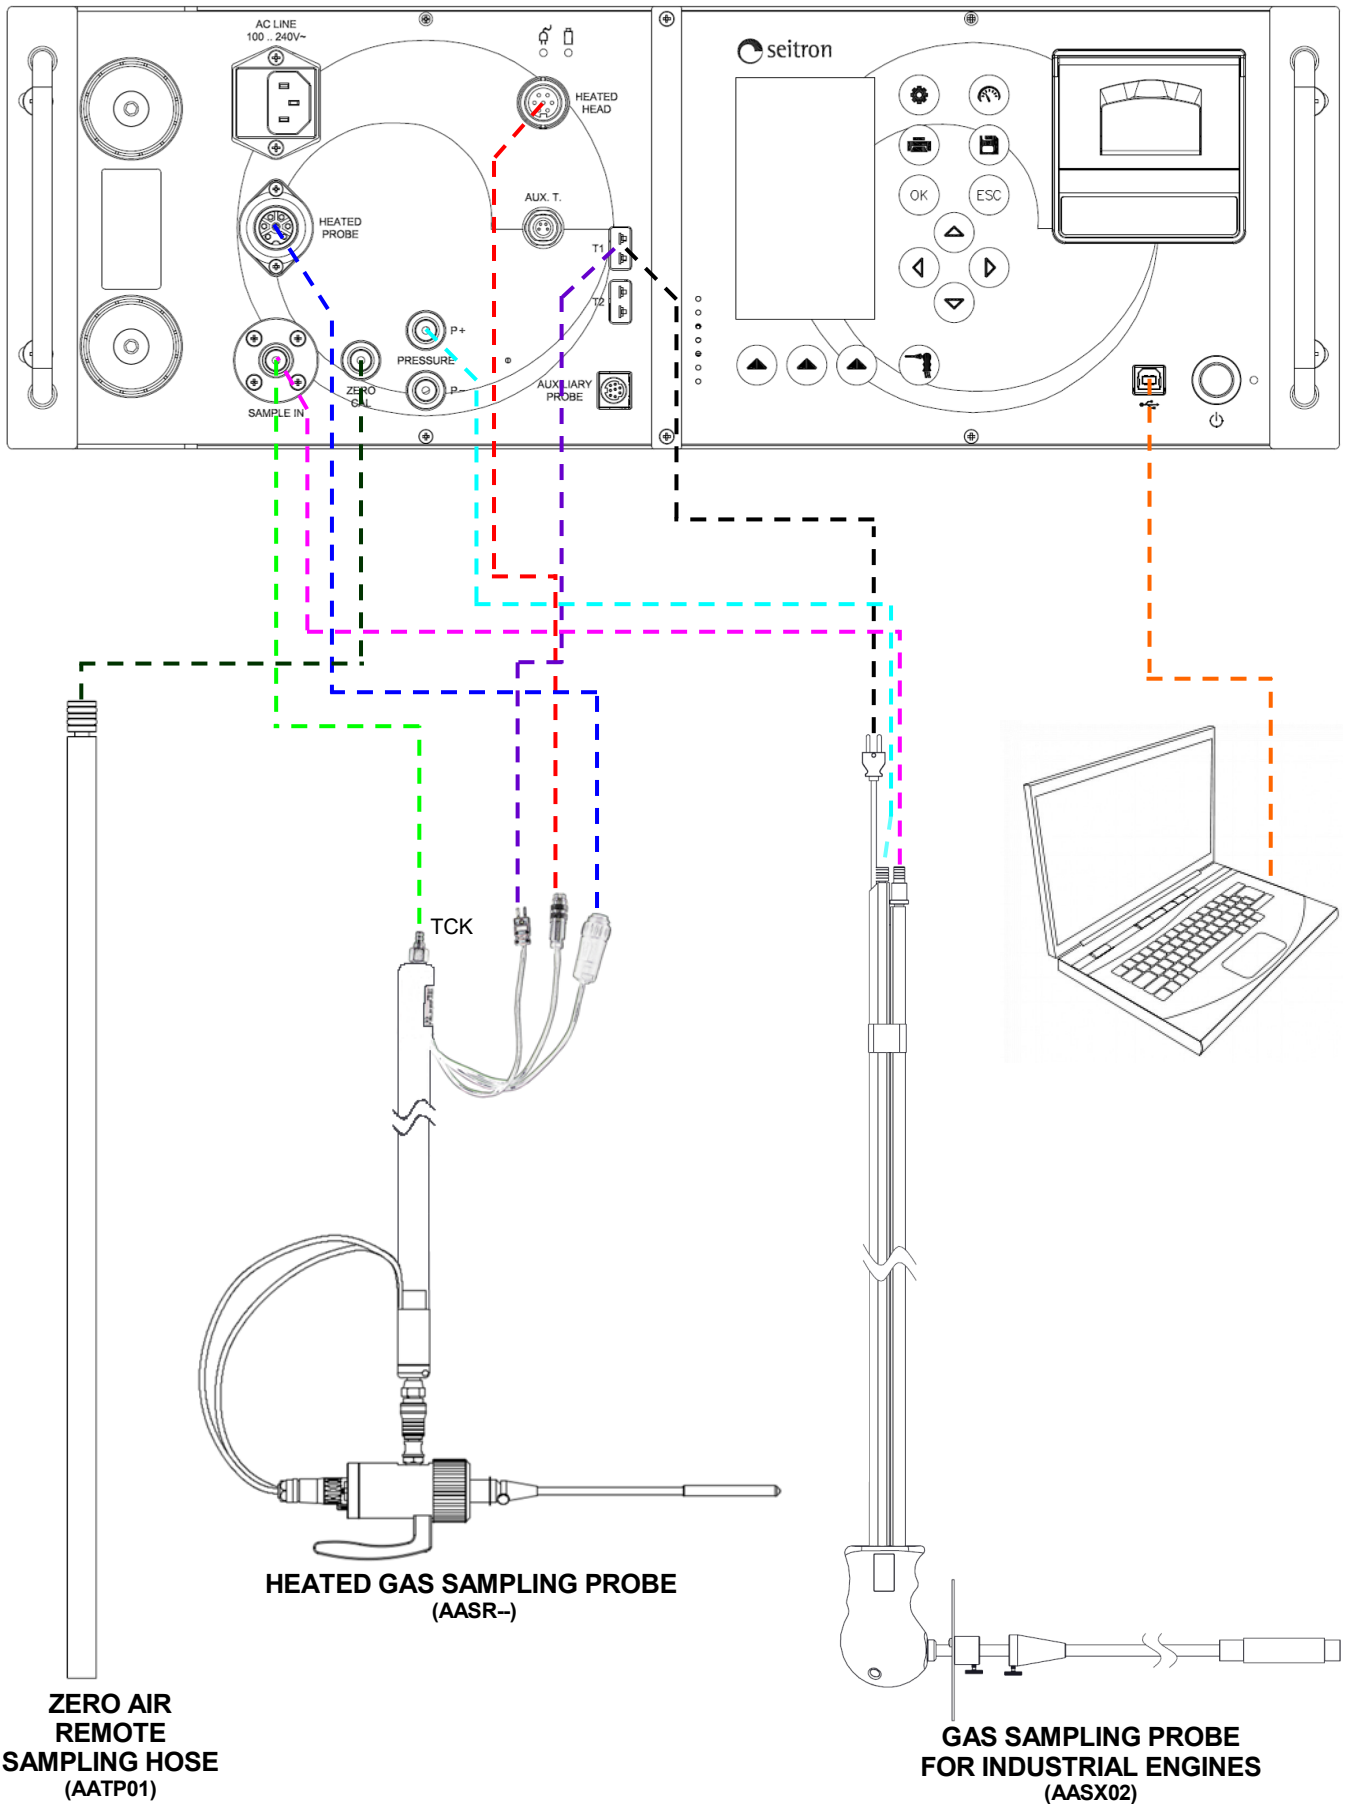 AC LINE
100 .. 240V~
seitron
HEATED
HEAD
OK
ESC
AUX. T.
HEATED
PROBE
T1
T2
P+
PRESSURE
P-
ZERO
CAL
AUXILIARY
PROBE
SAMPLE IN
TCK
HEATED GAS SAMPLING PROBE
(AASR--)
ZERO AIR
REMOTE
SAMPLING HOSE
(AATP01)
GAS SAMPLING PROBE
FOR INDUSTRIAL ENGINES
(AASX02)